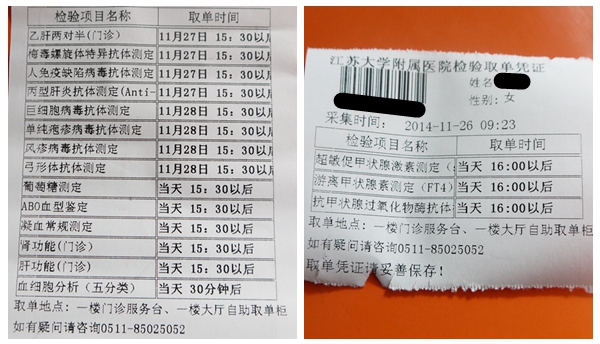 检验项目名称 取单时间
乙肝两对半(门诊) 11月27日 15:30以后
梅毒螺旋体特异抗体测定 11月27日 15:30以后
人免疫缺陷病毒抗体测定 11月27日 15:30以后
丙型肝炎抗体测定(Anti- 11月27日 15:30以后
巨细胞病毒抗体测定 11月28日 15:30以后
单纯疱疹病毒抗体测定 11月28日 15:30以后
风疹病毒抗体测定 11月28日 15:30以后
弓形体抗体测定 11月28日 15:30以后
葡萄糖测定 当天 15:30以后
ABO血型鉴定 当天 15:30以后
凝血常规测定 当天 15:30以后
肾功能(门诊) 当天 15:30以后
肝功能(门诊) 当天 15:30以后
血细胞分析(五分类) 当天 30分钟后
取单地点: 一楼门诊服务台、一楼大厅自助取单柜
如有疑问请咨询0511-85025052
江苏大学附属医院检验取单凭证
姓名
性别: 女
采集时间: 2014-11-26 09:23
检验项目名称 取单时间
超敏促甲状腺激素测定( 当天 16:00以后
游离甲状腺素测定(FT4) 当天 16:00以后
抗甲状腺过氧化物酶抗体 当天 16:00以后
取单地点: 一楼门诊服务台、一楼大厅自助取单柜
如有疑问请咨询0511-85025052
取单凭证请妥善保存!